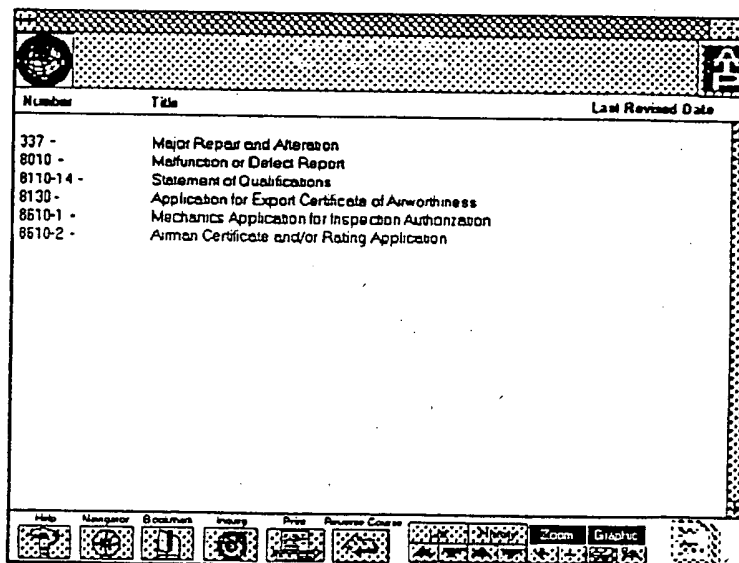 Number Title Last Revised Date
337 - Major Repair and Alteration
8010 - Malfunction or Defect Report
8110-14 - Statement of Qualifications
8130 - Application for Export Certificate of Airworthiness
8610-1 - Mechanics Application for Inspection Authorization
8610-2 - Airman Certificate and/or Rating Application
Help Navigator Bookmark Inquiry Print Reverse Course History Zoom Graphic